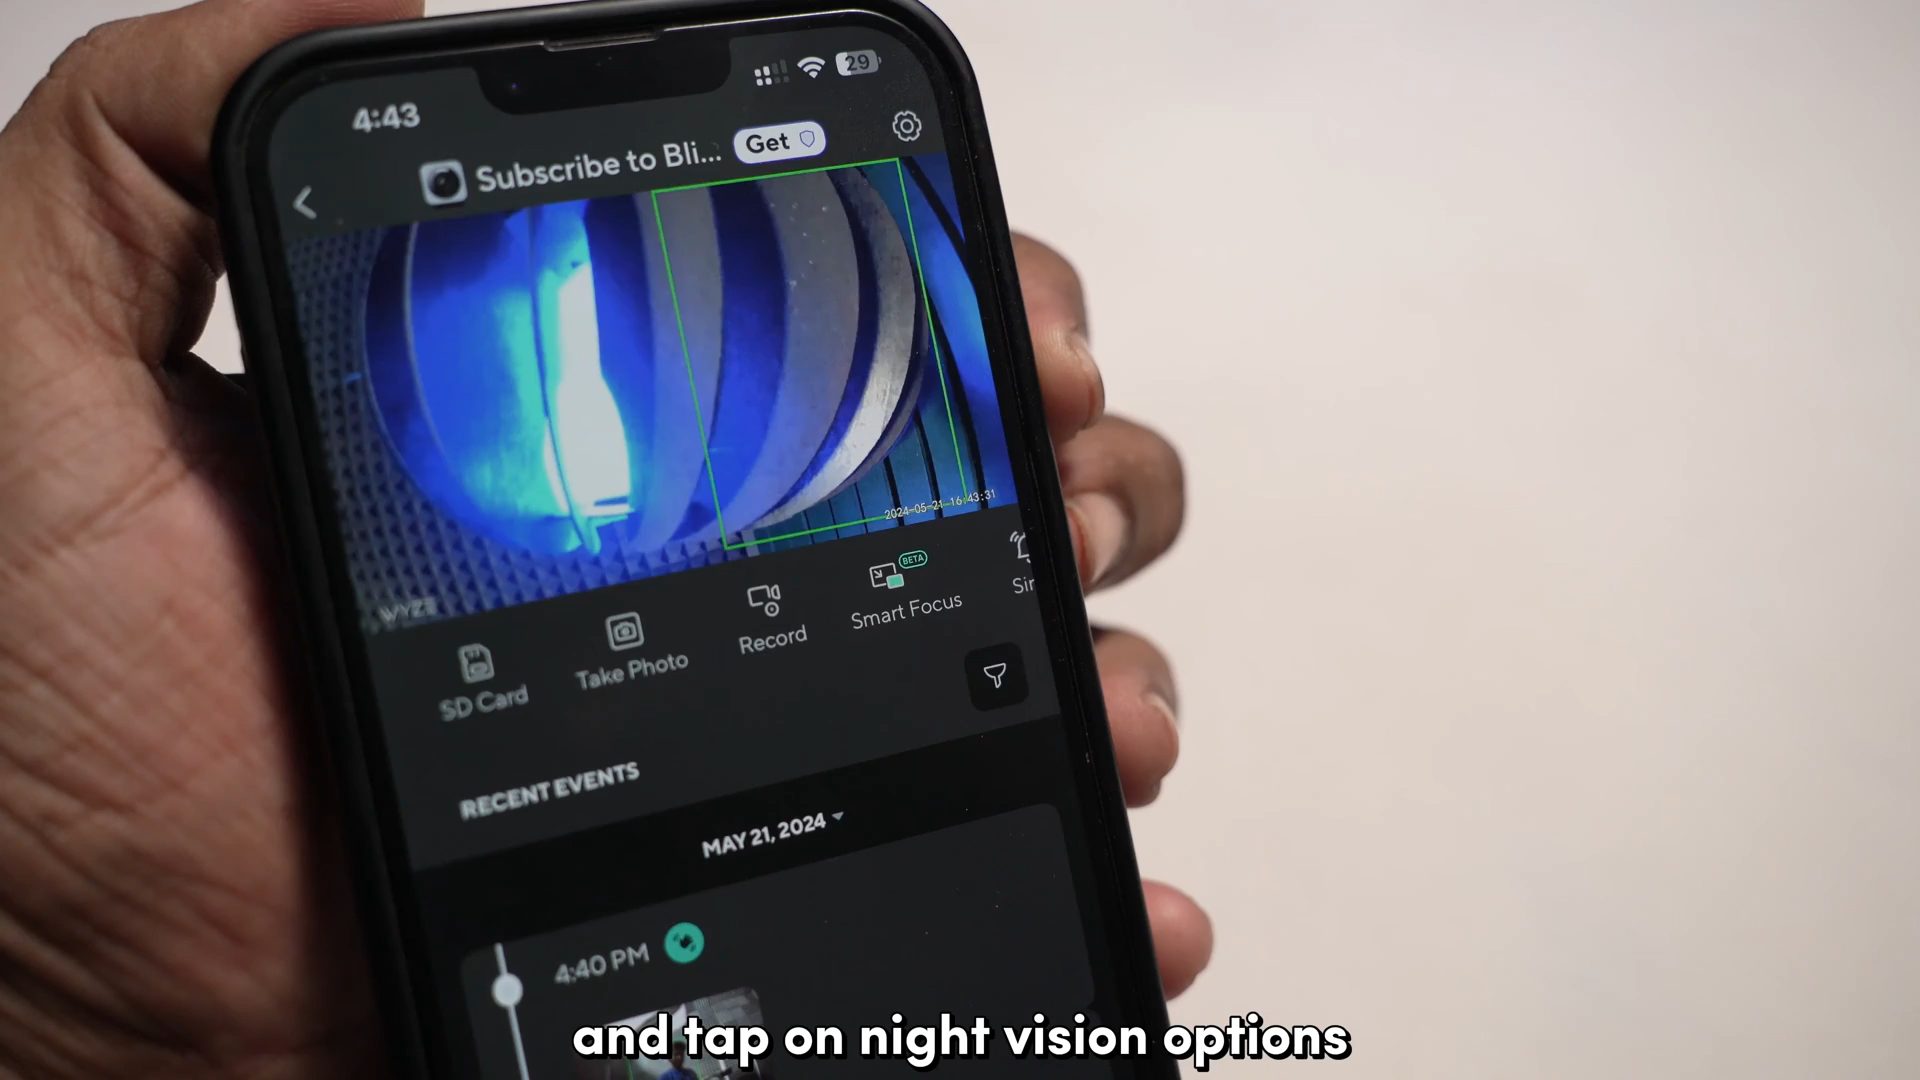 4:43
29
Subscribe to Bli...
Get
2024-05-21 16:43:31
WYZE
SD Card
Take Photo
Record
BETA
Smart Focus
Sir
RECENT EVENTS
MAY 21, 2024
4:40 PM
and tap on night vision options